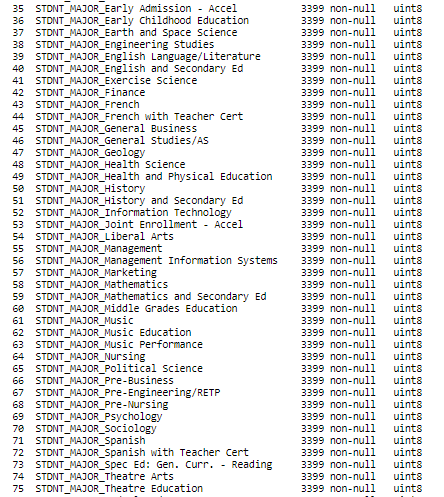 35 STDNT_MAJOR_Early Admission - Accel 3399 non-null uint8
36 STDNT_MAJOR_Early Childhood Education 3399 non-null uint8
37 STDNT_MAJOR_Earth and Space Science 3399 non-null uint8
38 STDNT_MAJOR_Engineering Studies 3399 non-null uint8
39 STDNT_MAJOR_English Language/Literature 3399 non-null uint8
40 STDNT_MAJOR_English and Secondary Ed 3399 non-null uint8
41 STDNT_MAJOR_Exercise Science 3399 non-null uint8
42 STDNT_MAJOR_Finance 3399 non-null uint8
43 STDNT_MAJOR_French 3399 non-null uint8
44 STDNT_MAJOR_French with Teacher Cert 3399 non-null uint8
45 STDNT_MAJOR_General Business 3399 non-null uint8
46 STDNT_MAJOR_General Studies/AS 3399 non-null uint8
47 STDNT_MAJOR_Geology 3399 non-null uint8
48 STDNT_MAJOR_Health Science 3399 non-null uint8
49 STDNT_MAJOR_Health and Physical Education 3399 non-null uint8
50 STDNT_MAJOR_History 3399 non-null uint8
51 STDNT_MAJOR_History and Secondary Ed 3399 non-null uint8
52 STDNT_MAJOR_Information Technology 3399 non-null uint8
53 STDNT_MAJOR_Joint Enrollment - Accel 3399 non-null uint8
54 STDNT_MAJOR_Liberal Arts 3399 non-null uint8
55 STDNT_MAJOR_Management 3399 non-null uint8
56 STDNT_MAJOR_Management Information Systems 3399 non-null uint8
57 STDNT_MAJOR_Marketing 3399 non-null uint8
58 STDNT_MAJOR_Mathematics 3399 non-null uint8
59 STDNT_MAJOR_Mathematics and Secondary Ed 3399 non-null uint8
60 STDNT_MAJOR_Middle Grades Education 3399 non-null uint8
61 STDNT_MAJOR_Music 3399 non-null uint8
62 STDNT_MAJOR_Music Education 3399 non-null uint8
63 STDNT_MAJOR_Music Performance 3399 non-null uint8
64 STDNT_MAJOR_Nursing 3399 non-null uint8
65 STDNT_MAJOR_Political Science 3399 non-null uint8
66 STDNT_MAJOR_Pre-Business 3399 non-null uint8
67 STDNT_MAJOR_Pre-Engineering/RETP 3399 non-null uint8
68 STDNT_MAJOR_Pre-Nursing 3399 non-null uint8
69 STDNT_MAJOR_Psychology 3399 non-null uint8
70 STDNT_MAJOR_Sociology 3399 non-null uint8
71 STDNT_MAJOR_Spanish 3399 non-null uint8
72 STDNT_MAJOR_Spanish with Teacher Cert 3399 non-null uint8
73 STDNT_MAJOR_Spec Ed: Gen. Curr. - Reading 3399 non-null uint8
74 STDNT_MAJOR_Theatre Arts 3399 non-null uint8
75 STDNT_MAJOR_Theatre Education 3399 non-null uint8